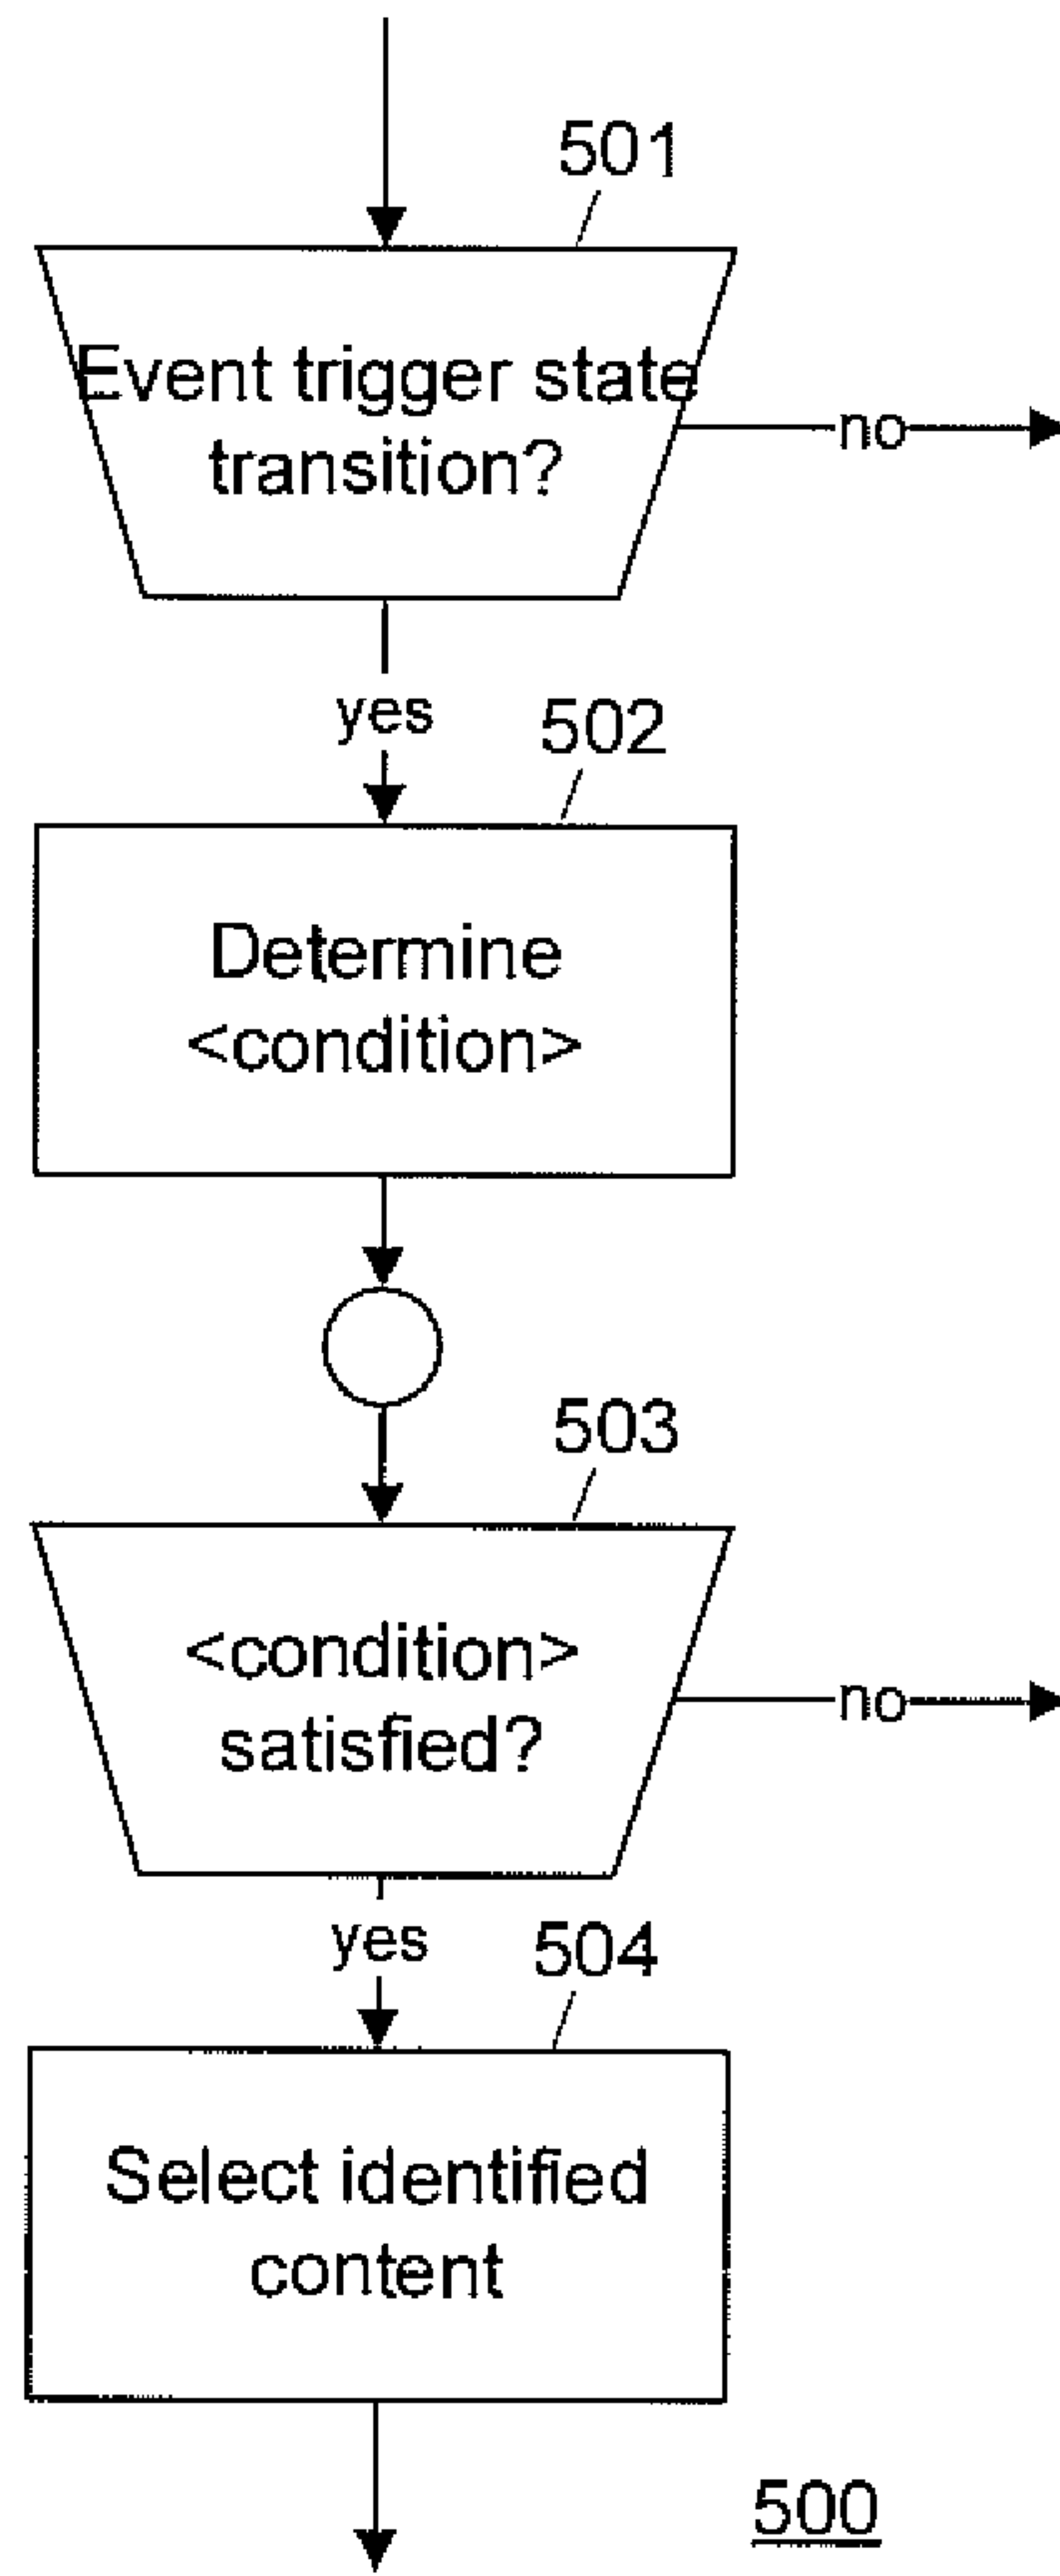 501
Event trigger state
transition?
no
yes
502
Determine
<condition>
503
<condition>
satisfied?
no
yes
504
Select identified
content
500